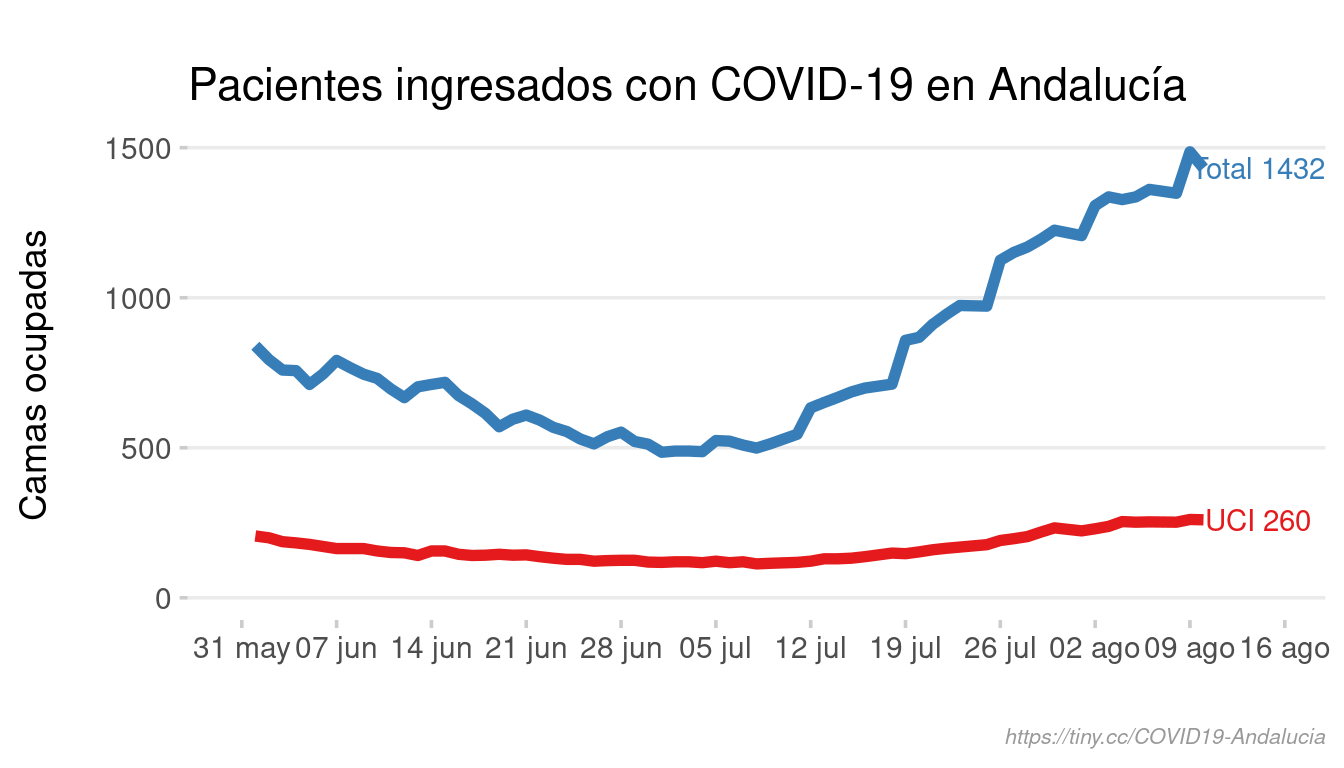 Pacientes ingresados con COVID-19 en Andalucía
Camas ocupadas
1500
1000
500
0
Total 1432
UCI 260
31 may 07 jun 14 jun 21 jun 28 jun 05 jul 12 jul 19 jul 26 jul 02 ago 09 ago 16 ago
https://tiny.cc/COVID19-Andalucia